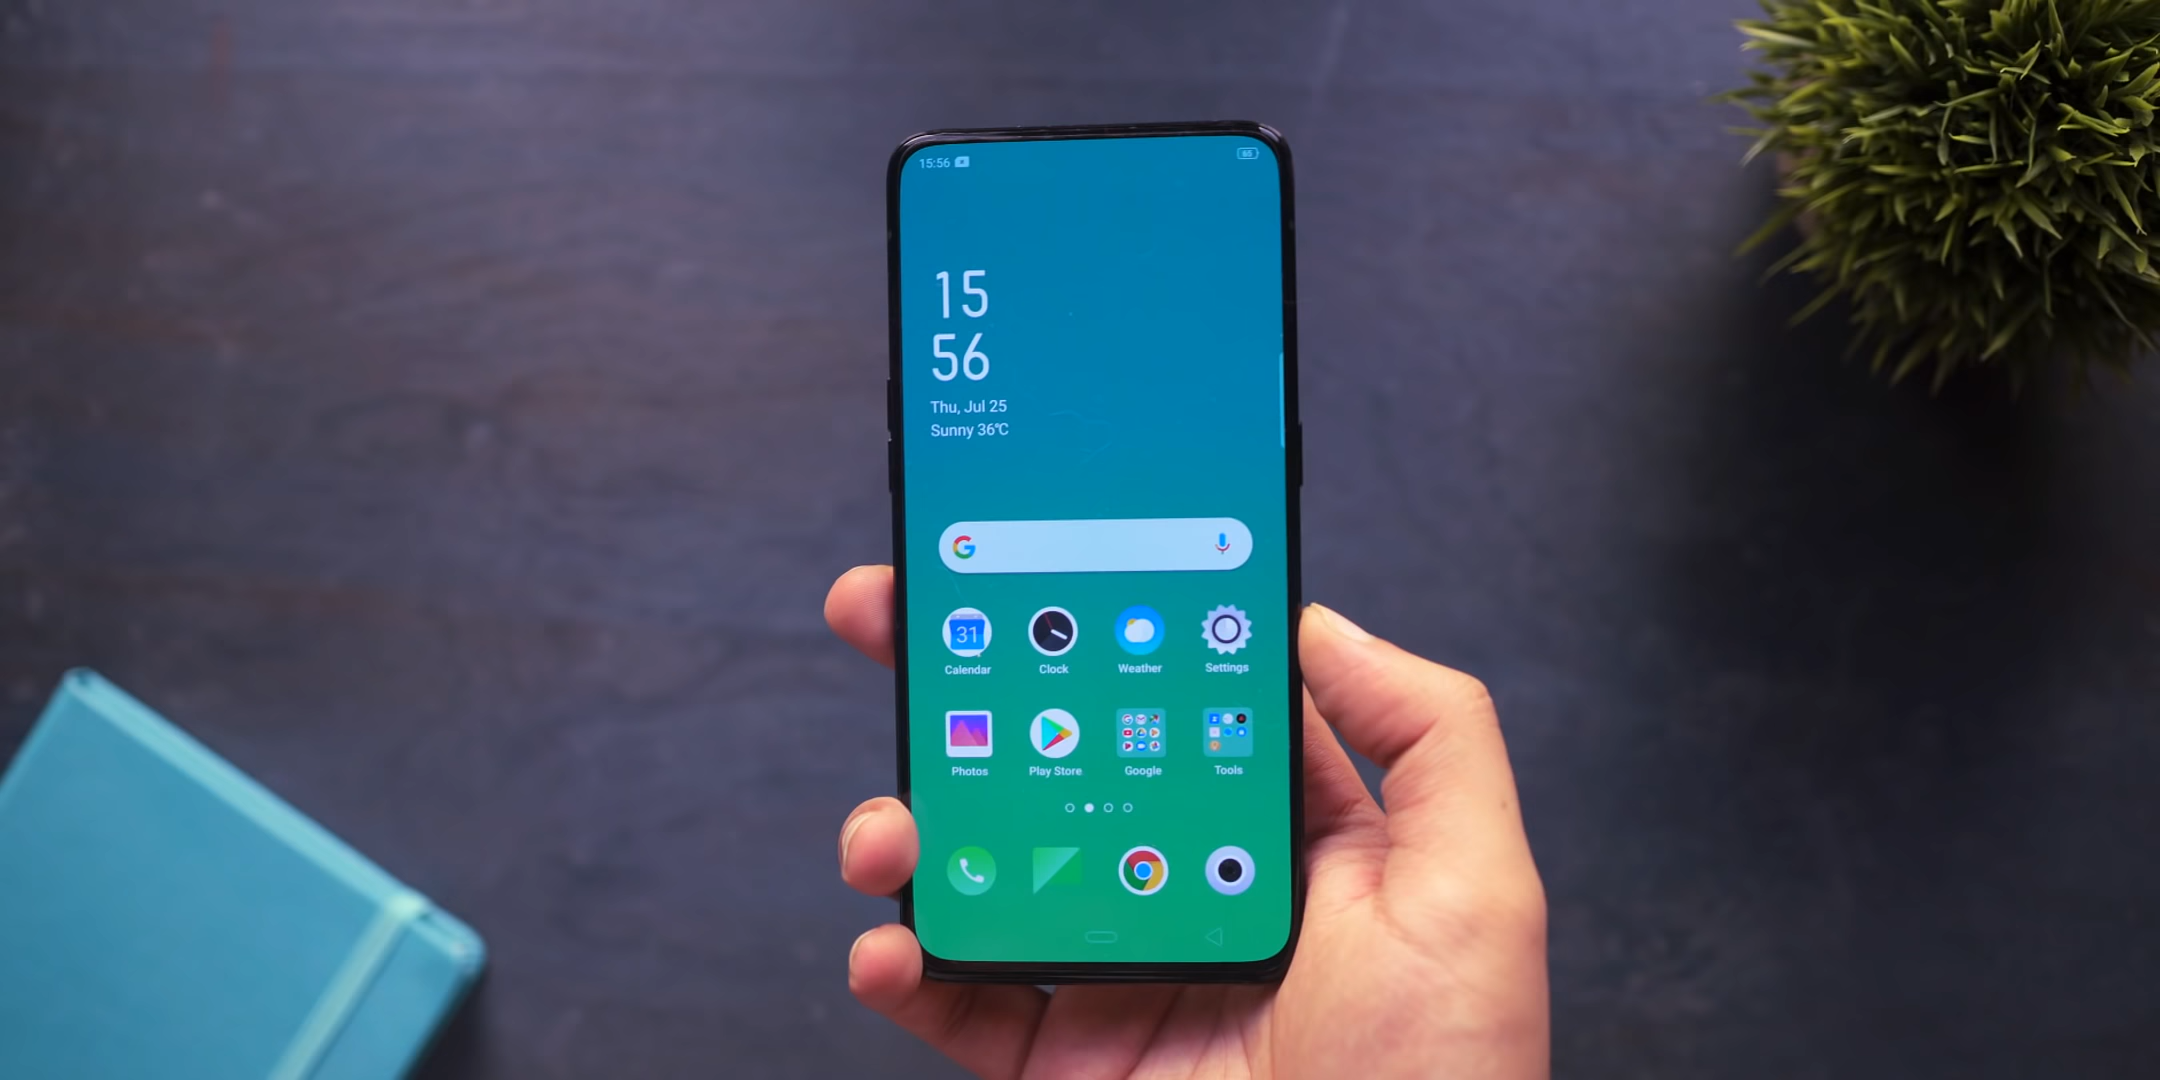 15:56
65
15
56
Thu, Jul 25
Sunny 36°C
G
31
Calendar Clock Weather Settings
Photos Play Store Google Tools